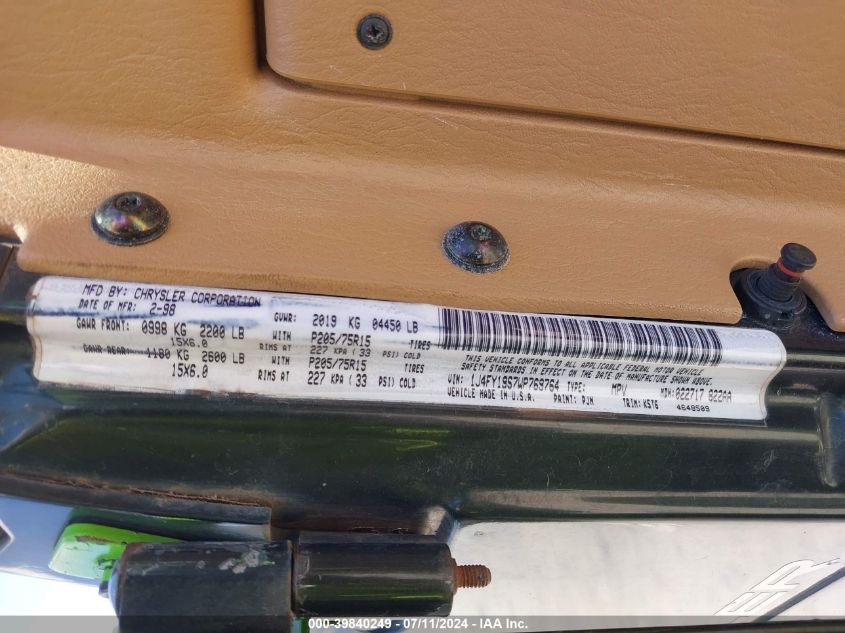 MFD BY: CHRYSLER CORPORATION
DATE OF MFR: 2-98 GVWR: 2019 KG 04450 LB
GAWR FRONT: 0998 KG 2200 LB WITH P205/75R15 TIRES
15X6.0 RIMS AT 227 KPA ( 33 PSI) COLD
GAWR REAR: 1180 KG 2600 LB WITH P205/75R15 TIRES
15X6.0 RIMS AT 227 KPA ( 33 PSI) COLD
THIS VEHICLE CONFORMS TO ALL APPLICABLE FEDERAL MOTOR VEHICLE
SAFETY STANDARDS IN EFFECT ON THE DATE OF MANUFACTURE SHOWN ABOVE.
VIN: 1J4FY19S7WP769764 TYPE: MPV MDH:022717 822AA
VEHICLE MADE IN U.S.A. PAINT: PJN TRIM: K5T6 4648509
000-39840249 - 07/11/2024 - IAA Inc.